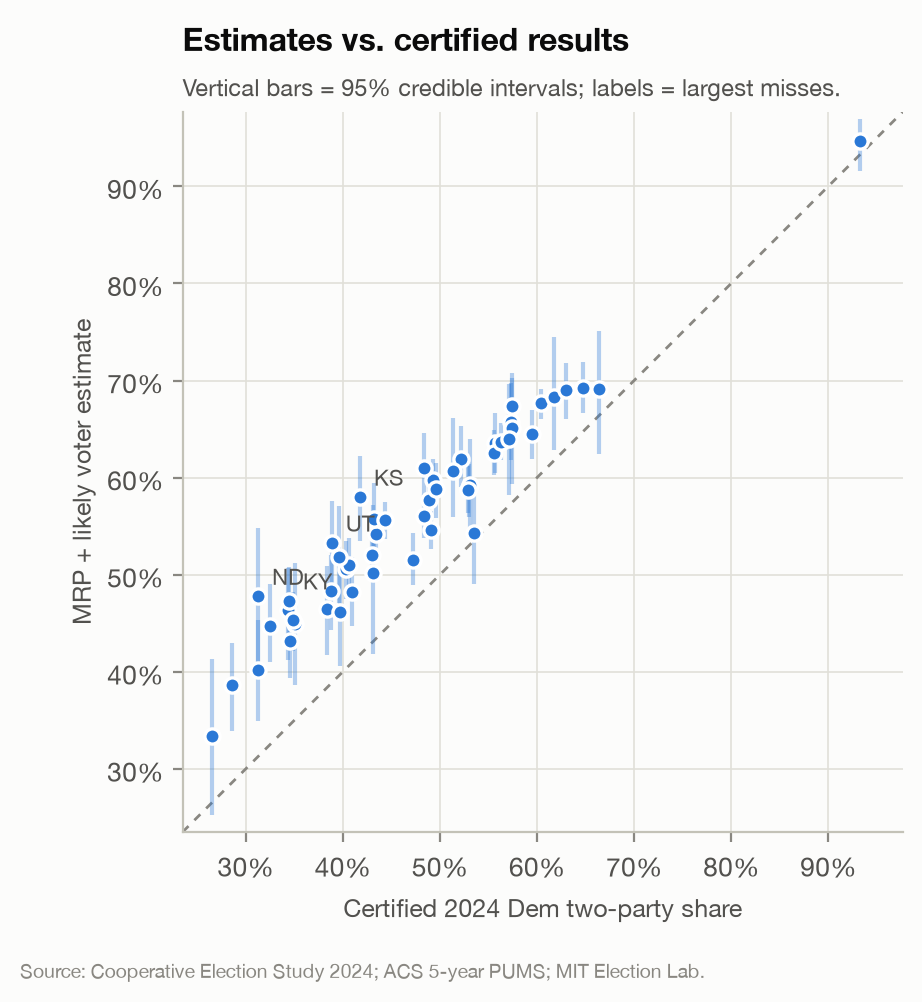 Estimates vs. certified results
Vertical bars = 95% credible intervals; labels = largest misses.
MRP + likely voter estimate
90%
80%
70%
60%
50%
40%
30%
KS
UT
ND
KY
30% 40% 50% 60% 70% 80% 90%
Certified 2024 Dem two-party share
Source: Cooperative Election Study 2024; ACS 5-year PUMS; MIT Election Lab.